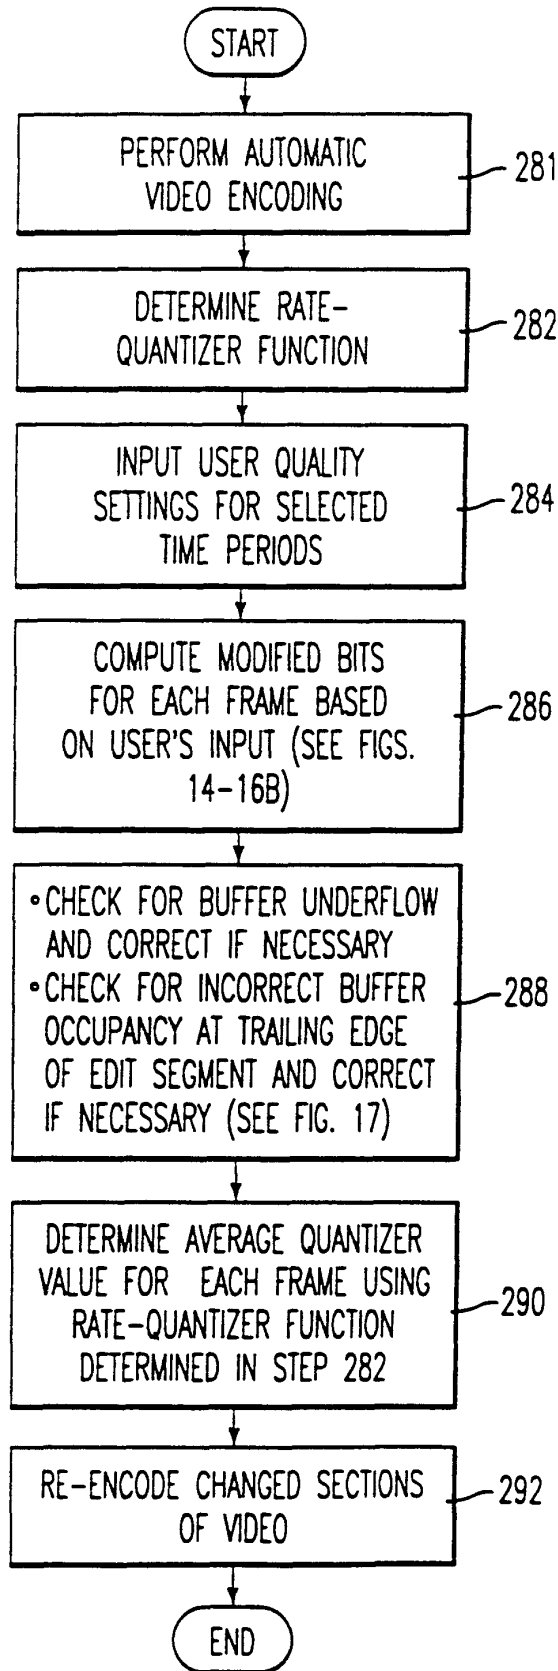 START
PERFORM AUTOMATIC
VIDEO ENCODING
281
DETERMINE RATE-
QUANTIZER FUNCTION
282
INPUT USER QUALITY
SETTINGS FOR SELECTED
TIME PERIODS
284
COMPUTE MODIFIED BITS
FOR EACH FRAME BASED
ON USER'S INPUT (SEE FIGS.
14-16B)
286
•CHECK FOR BUFFER UNDERFLOW
AND CORRECT IF NECESSARY
•CHECK FOR INCORRECT BUFFER
OCCUPANCY AT TRAILING EDGE
OF EDIT SEGMENT AND CORRECT
IF NECESSARY (SEE FIG. 17)
288
DETERMINE AVERAGE QUANTIZER
VALUE FOR EACH FRAME USING
RATE-QUANTIZER FUNCTION
DETERMINED IN STEP 282
290
RE-ENCODE CHANGED SECTIONS
OF VIDEO
292
END